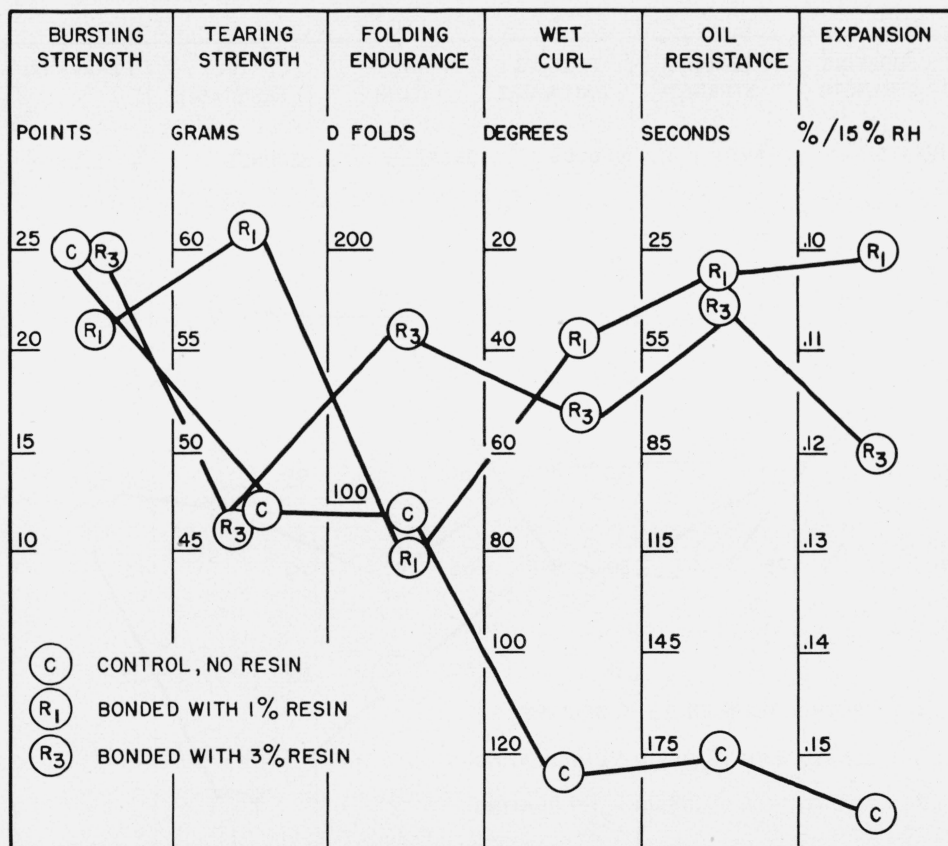 BURSTING STRENGTH
TEARING STRENGTH
FOLDING ENDURANCE
WET CURL
OIL RESISTANCE
EXPANSION
POINTS
GRAMS
D FOLDS
DEGREES
SECONDS
%/15% RH
25
20
15
10
60
55
50
45
200
100
20
40
60
80
100
120
25
55
85
115
145
175
.10
.11
.12
.13
.14
.15
C
R3
R1
R1
R3
C
R3
C
R1
R1
R3
C
R1
R3
C
R1
R3
C
C CONTROL, NO RESIN
R1 BONDED WITH 1% RESIN
R3 BONDED WITH 3% RESIN